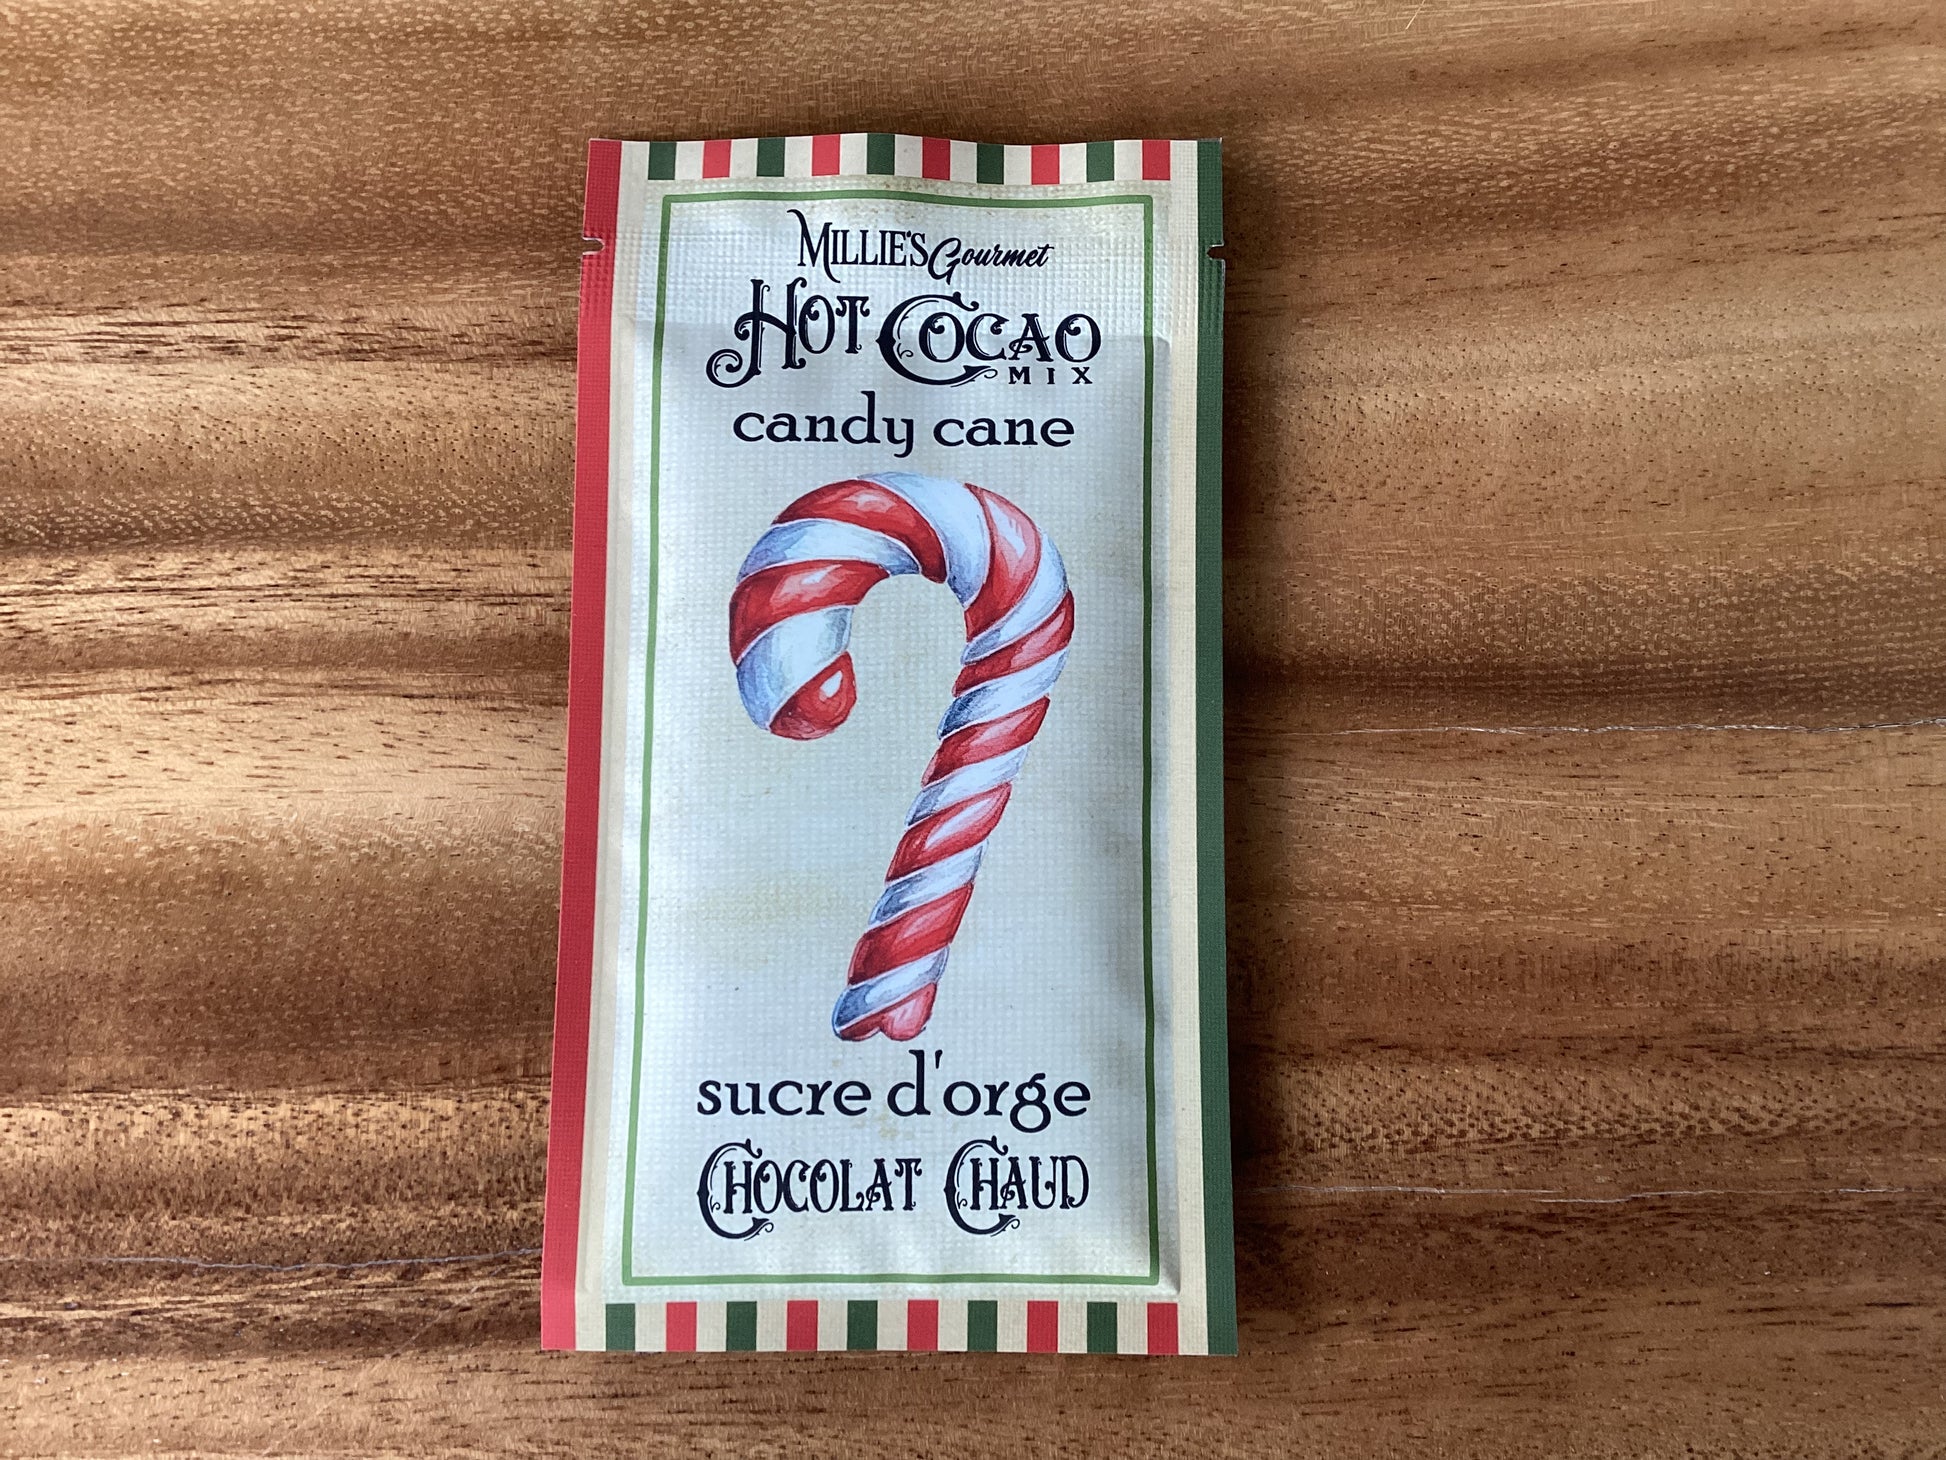 MILLIE'S Gourmet
HOT COCAO
MIX
candy cane
sucre d'orge
CHOCOLAT CHAUD